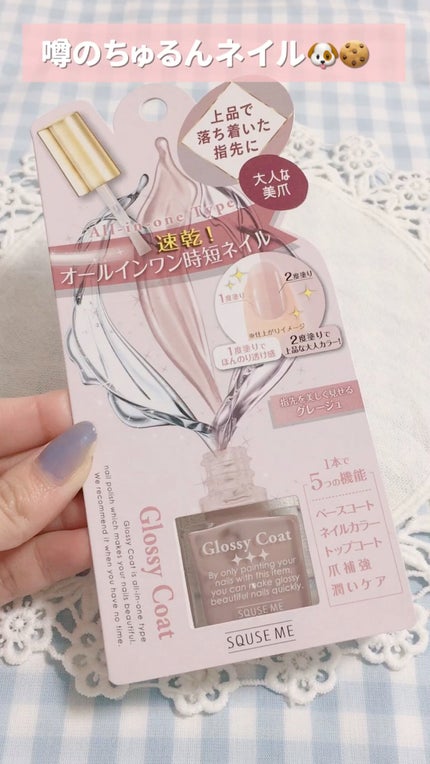 噂のちゅるんネイル🐶🍪
上品で
落ち着いた
指先に
大人な
美爪
All-in-one Type
速乾!
オールインワン時短ネイル
1度塗り
2度塗り
※仕上がりイメージ
1度塗りで
ほんのり透け感
2度塗りで
上品な大人カラー!
指先を美しく見せる
グレージュ
1本で
5つの機能
ベースコート
ネイルカラー
トップコート
爪補強
潤いケア
Glossy Coat
Glossy Coat is all-in-one type
nail polish which makes your nails beautiful.
We recommend it when you have no time
Glossy Coat
By only painting your
nails with this item,
you can make glossy
beautiful nails quickly.
SQUSE ME
SQUSE ME